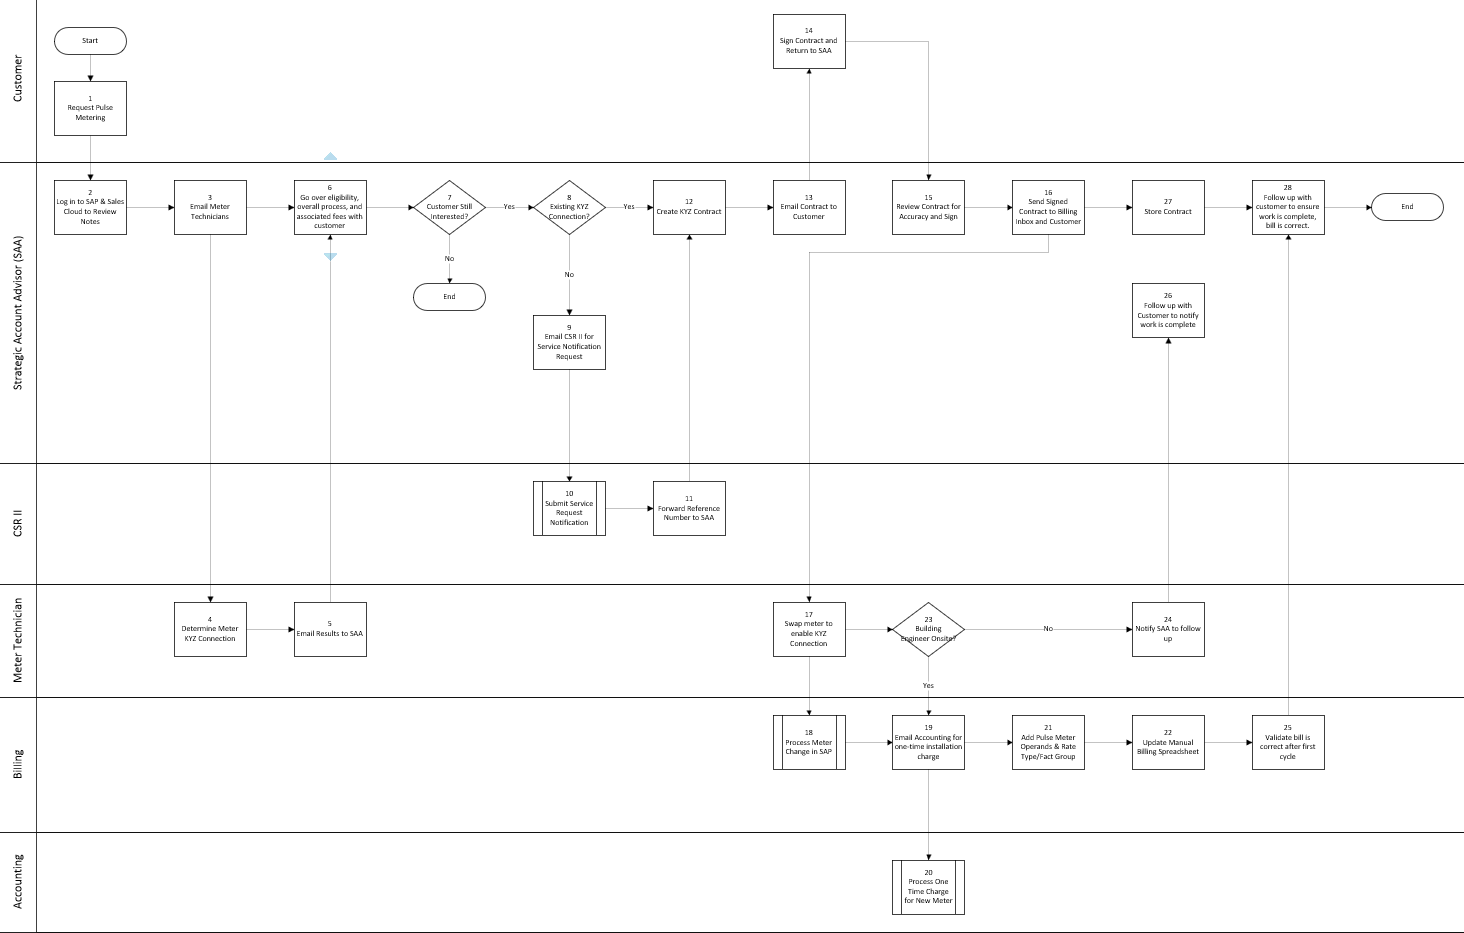 Customer
Start
1
Request Pulse
Metering
14
Sign Contract and
Return to SAA
Strategic Account Advisor (SAA)
2
Log in to SAP & Sales
Cloud to Review
Notes
3
Email Meter
Technicians
6
Go over eligibility,
overall process, and
associated fees with
customer
7
Customer Still
Interested?
Yes
No
End
8
Existing KYZ
Connection?
Yes
No
9
Email CSR II for
Service Notification
Request
12
Create KYZ Contract
13
Email Contract to
Customer
15
Review Contract for
Accuracy and Sign
16
Send Signed
Contract to Billing
Inbox and Customer
27
Store Contract
28
Follow up with
customer to ensure
work is complete,
bill is correct.
End
26
Follow up with
Customer to notify
work is complete
CSR II
10
Submit Service
Request
Notification
11
Forward Reference
Number to SAA
Meter Technician
4
Determine Meter
KYZ Connection
5
Email Results to SAA
17
Swap meter to
enable KYZ
Connection
23
Building
Engineer Onsite?
No
Yes
24
Notify SAA to follow
up
Billing
18
Process Meter
Change in SAP
19
Email Accounting for
one-time installation
charge
21
Add Pulse Meter
Operands & Rate
Type/Fact Group
22
Update Manual
Billing Spreadsheet
25
Validate bill is
correct after first
cycle
Accounting
20
Process One
Time Charge
for New Meter